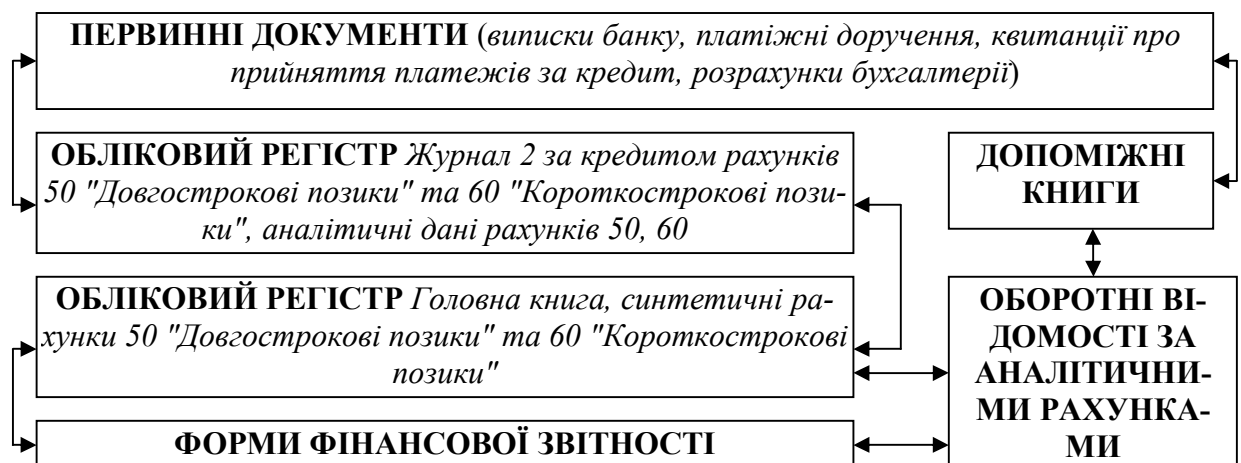 ПЕРВИННІ ДОКУМЕНТИ (виписки банку, платіжні доручення, квитанції про
прийняття платежів за кредит, розрахунки бухгалтерії)
ОБЛІКОВИЙ РЕГІСТР Журнал 2 за кредитом рахунків
50 "Довгострокові позики" та 60 "Короткострокові пози-
ки", аналітичні дані рахунків 50, 60
ДОПОМІЖНІ
КНИГИ
ОБЛІКОВИЙ РЕГІСТР Головна книга, синтетичні ра-
хунки 50 "Довгострокові позики" та 60 "Короткострокові
позики"
ОБОРОТНІ ВІ-
ДОМОСТІ ЗА
АНАЛІТИЧНИ-
МИ РАХУНКА-
МИ
ФОРМИ ФІНАНСОВОЇ ЗВІТНОСТІ